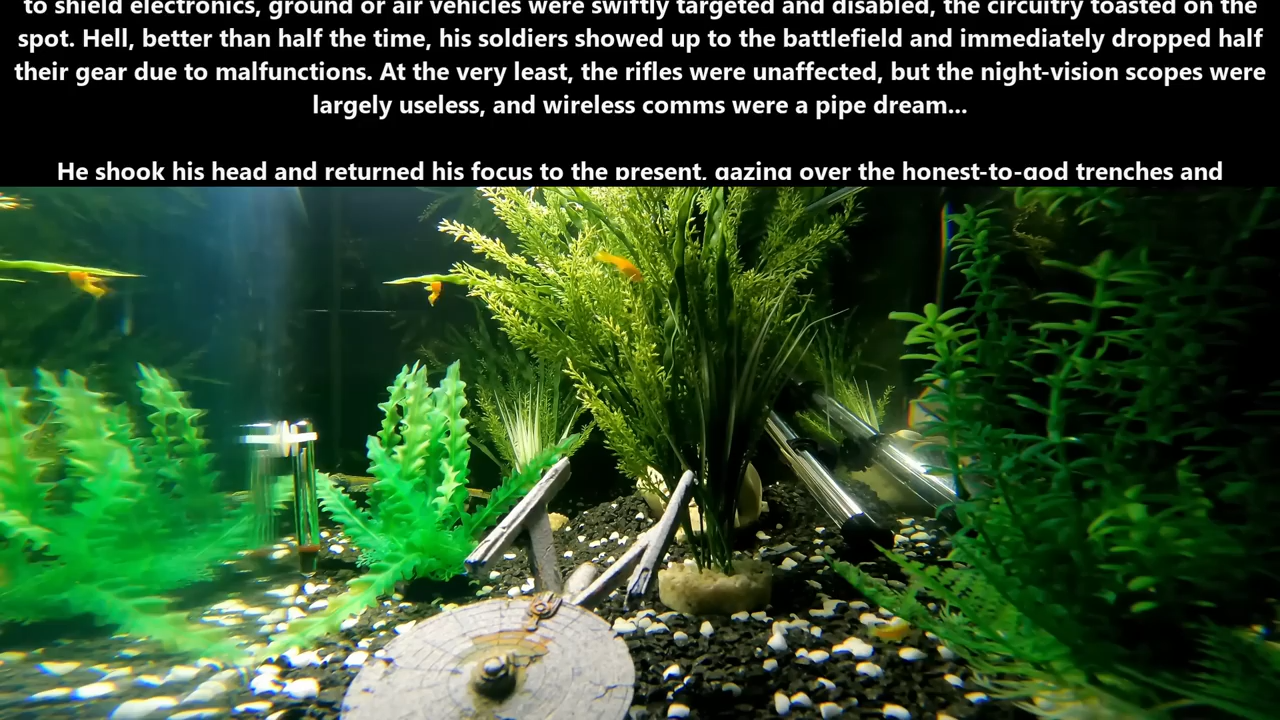 to shield electronics, ground or air vehicles were swiftly targeted and disabled, the circuitry toasted on the
spot. Hell, better than half the time, his soldiers showed up to the battlefield and immediately dropped half
their gear due to malfunctions. At the very least, the rifles were unaffected, but the night-vision scopes were
largely useless, and wireless comms were a pipe dream...
He shook his head and returned his focus to the present, gazing over the honest-to-god trenches and